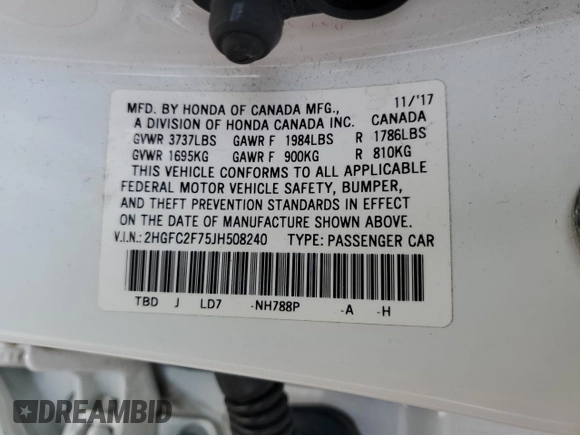 MFD. BY HONDA OF CANADA MFG., 11/'17
A DIVISION OF HONDA CANADA INC. CANADA
GVWR 3737LBS GAWR F 1984LBS R 1786LBS
GVWR 1695KG GAWR F 900KG R 810KG
THIS VEHICLE CONFORMS TO ALL APPLICABLE
FEDERAL MOTOR VEHICLE SAFETY, BUMPER,
AND THEFT PREVENTION STANDARDS IN EFFECT
ON THE DATE OF MANUFACTURE SHOWN ABOVE.
V.I.N.: 2HGFC2F75JH508240 TYPE: PASSENGER CAR
TBD J LD7 -NH788P -A -H
DREAMBID